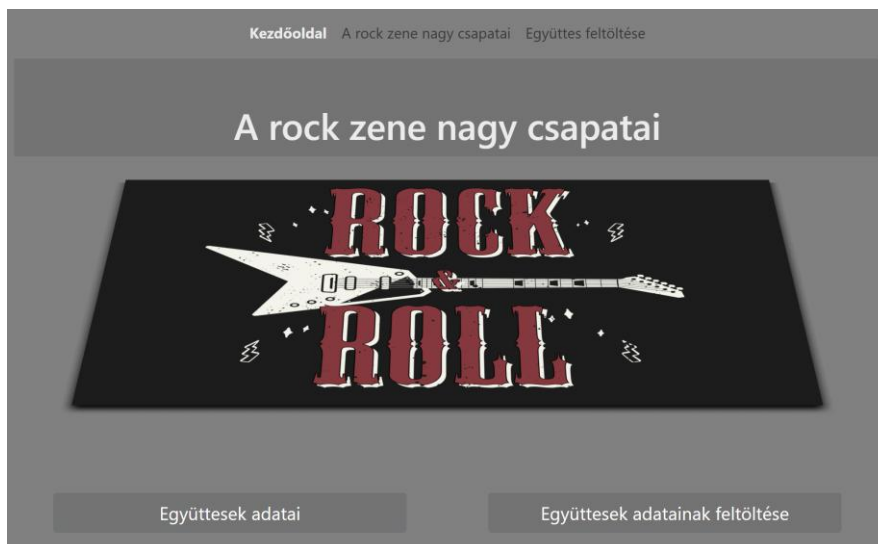 Kezdőoldal A rock zene nagy csapatai Együttes feltöltése
A rock zene nagy csapatai
ROCK
&
ROLL
Együttesek adatai Együttesek adatainak feltöltése